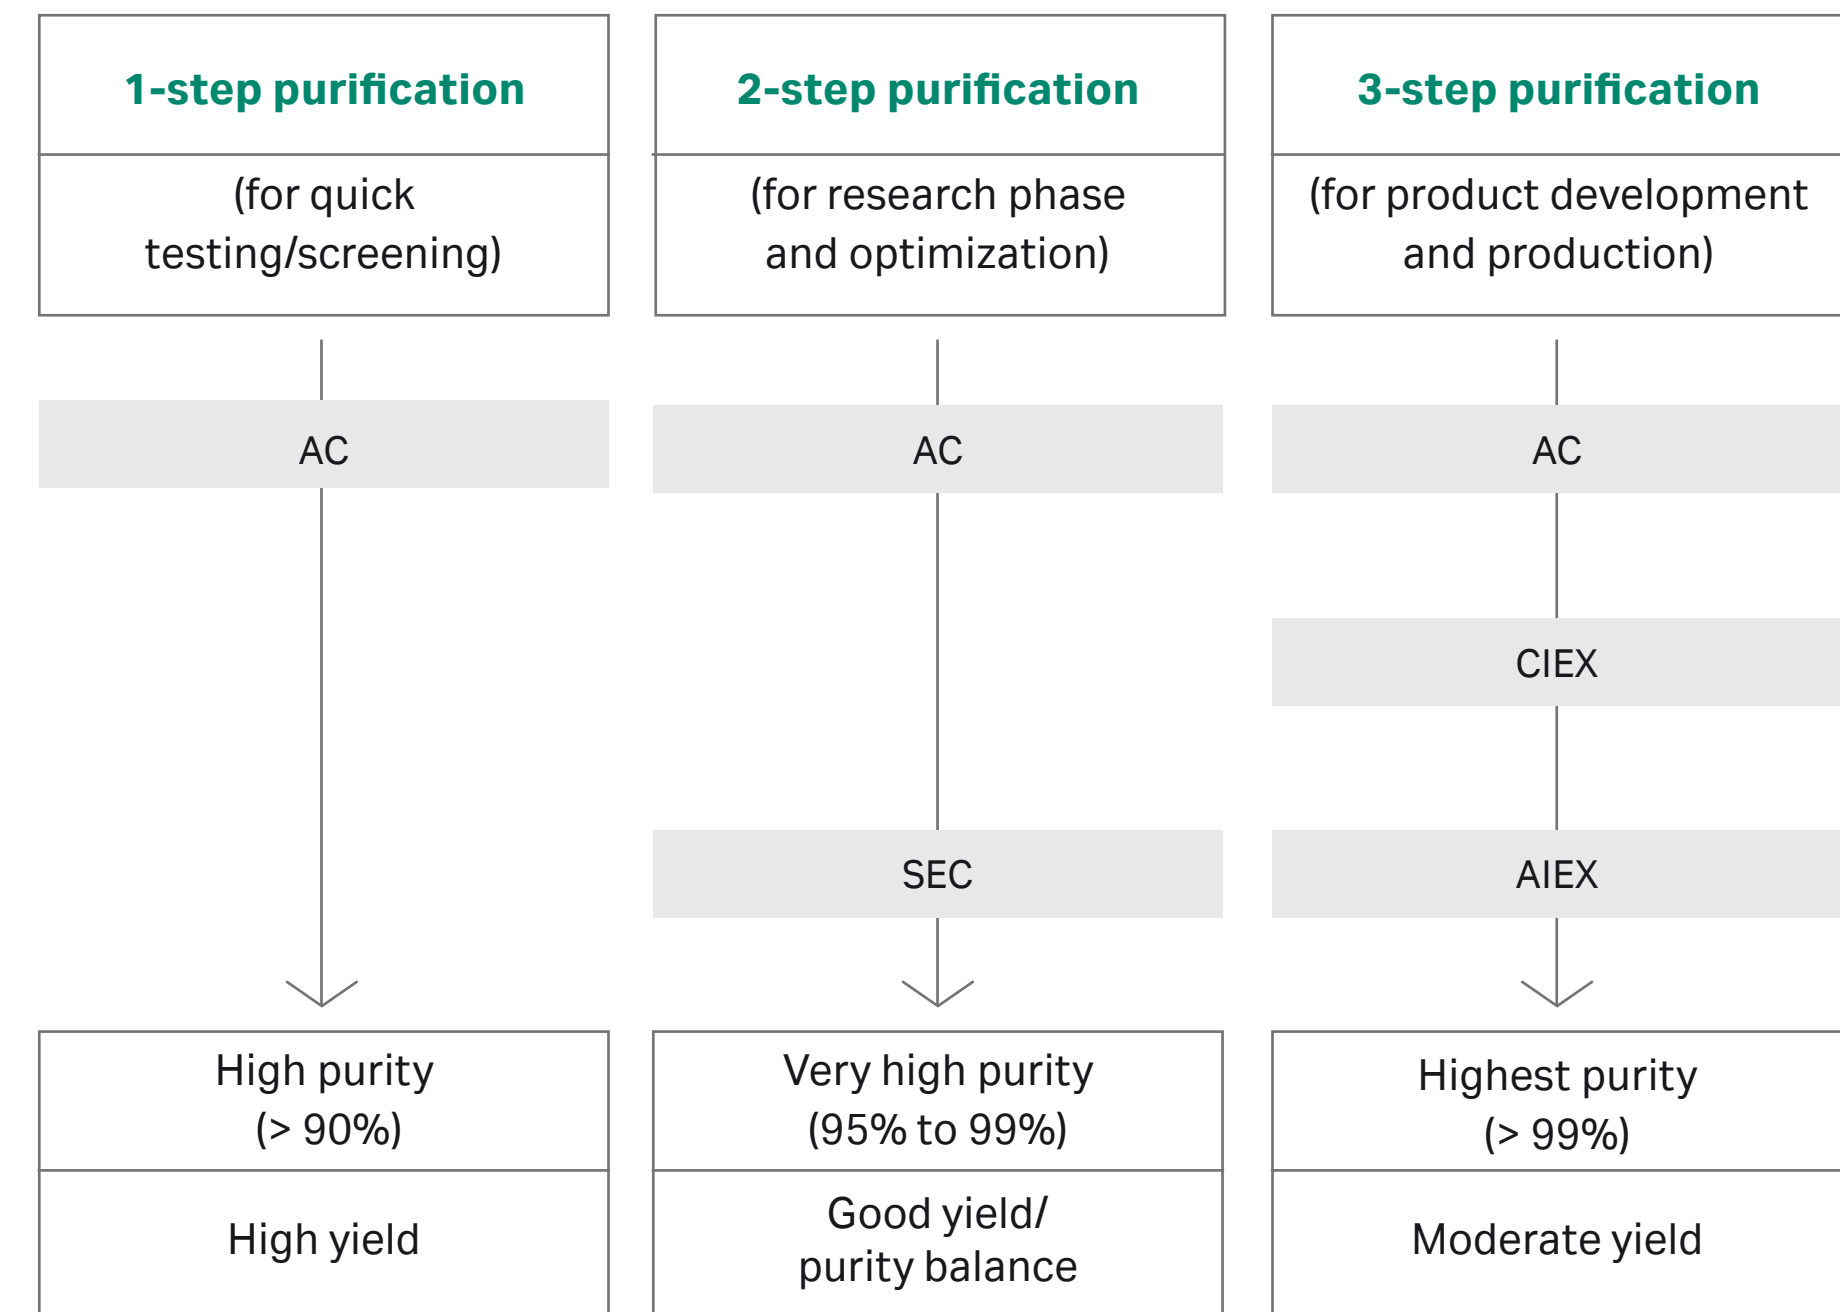 1-step purification
(for quick
testing/screening)
AC
High purity
(> 90%)
High yield
2-step purification
(for research phase
and optimization)
AC
SEC
Very high purity
(95% to 99%)
Good yield/
purity balance
3-step purification
(for product development
and production)
AC
CIEX
AIEX
Highest purity
(> 99%)
Moderate yield